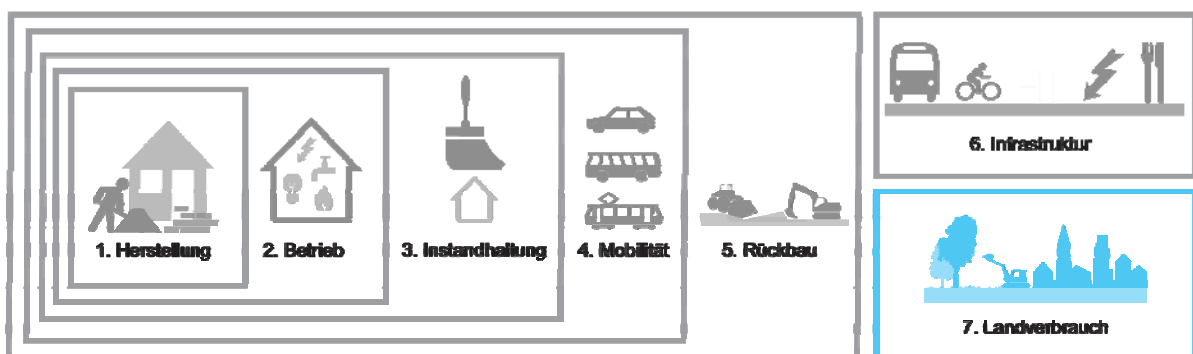 1. Herstellung
2. Betrieb
3. Instandhaltung
4. Mobilität
5. Rückbau
6. Infrastruktur
7. Landverbrauch